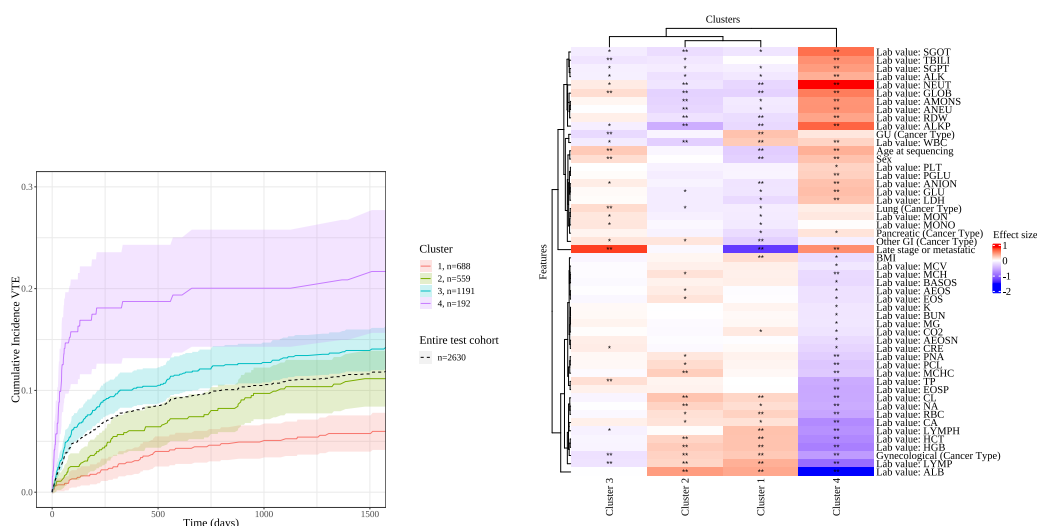 Cumulative Incidence VTE
0.3
0.2
0.1
0.0
0
500
1000
1500
Time (days)
Cluster
1, n=688
2, n=559
3, n=1191
4, n=192
Entire test cohort
n=2630
Clusters
Features
Lab value: SGOT
Lab value: TBILI
Lab value: SGPT
Lab value: ALK
Lab value: NEUT
Lab value: GLOB
Lab value: AMONS
Lab value: ANEU
Lab value: RDW
Lab value: ALKP
GU (Cancer Type)
Lab value: WBC
Age at sequencing
Sex
Lab value: PLT
Lab value: PGLU
Lab value: ANION
Lab value: GLU
Lab value: LDH
Lung (Cancer Type)
Lab value: MON
Lab value: MONO
Pancreatic (Cancer Type)
Other GI (Cancer Type)
Late stage or metastatic
BMI
Lab value: MCV
Lab value: MCH
Lab value: BASOS
Lab value: AEOS
Lab value: EOS
Lab value: K
Lab value: BUN
Lab value: MG
Lab value: CO2
Lab value: AEOSN
Lab value: CRE
Lab value: PNA
Lab value: PCL
Lab value: MCHC
Lab value: TP
Lab value: EOSP
Lab value: CL
Lab value: NA
Lab value: RBC
Lab value: CA
Lab value: LYMPH
Lab value: HCT
Lab value: HGB
Gynecological (Cancer Type)
Lab value: LYMP
Lab value: ALB
Cluster 3
Cluster 2
Cluster 1
Cluster 4
Effect size
1
0
-1
-2